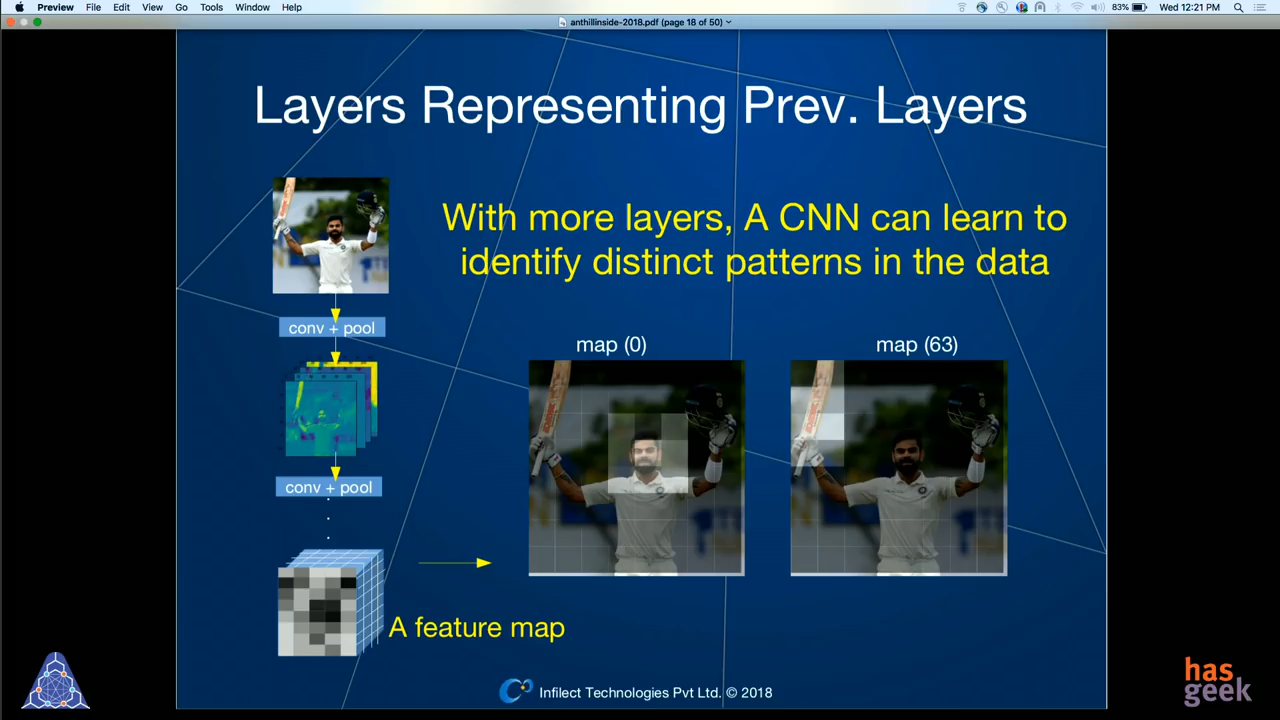 Preview File Edit View Go Tools Window Help
83% Wed 12:21 PM
anthillinside-2018.pdf (page 18 of 50)
Layers Representing Prev. Layers
With more layers, A CNN can learn to
identify distinct patterns in the data
conv + pool
map (0)
map (63)
conv + pool
A feature map
Infilect Technologies Pvt Ltd. © 2018
has
geek